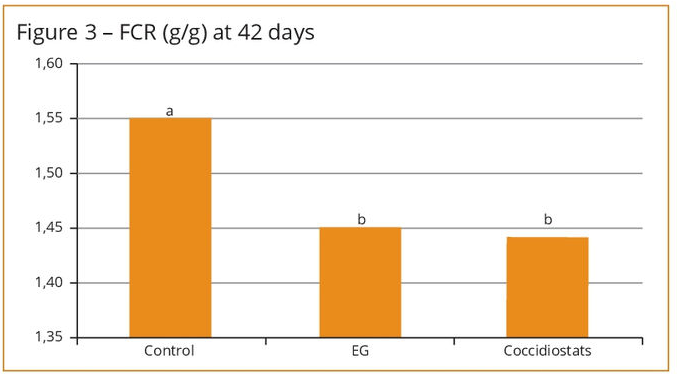 Figure 3 – FCR (g/g) at 42 days
1,60
1,55
1,50
1,45
1,40
1,35
a
b
b
Control
EG
Coccidiostats